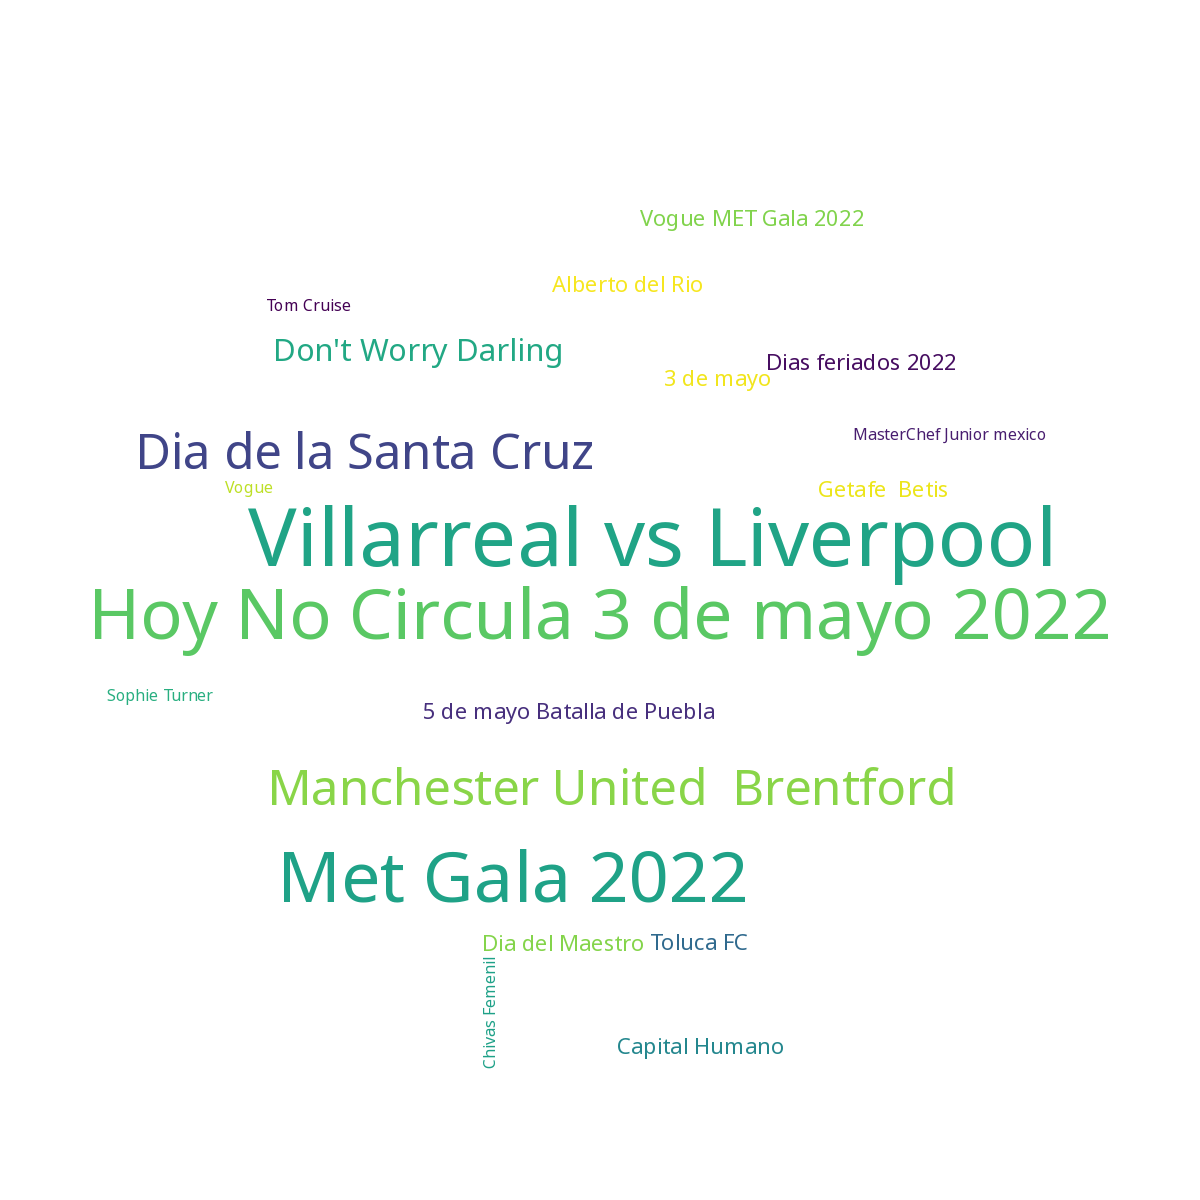 Vogue MET Gala 2022
Alberto del Rio
Tom Cruise
Don't Worry Darling
Dias feriados 2022
3 de mayo
MasterChef Junior mexico
Dia de la Santa Cruz
Vogue
Getafe  Betis
Villarreal vs Liverpool
Hoy No Circula 3 de mayo 2022
Sophie Turner
5 de mayo Batalla de Puebla
Manchester United  Brentford
Met Gala 2022
Dia del Maestro
Toluca FC
Chivas Femenil
Capital Humano